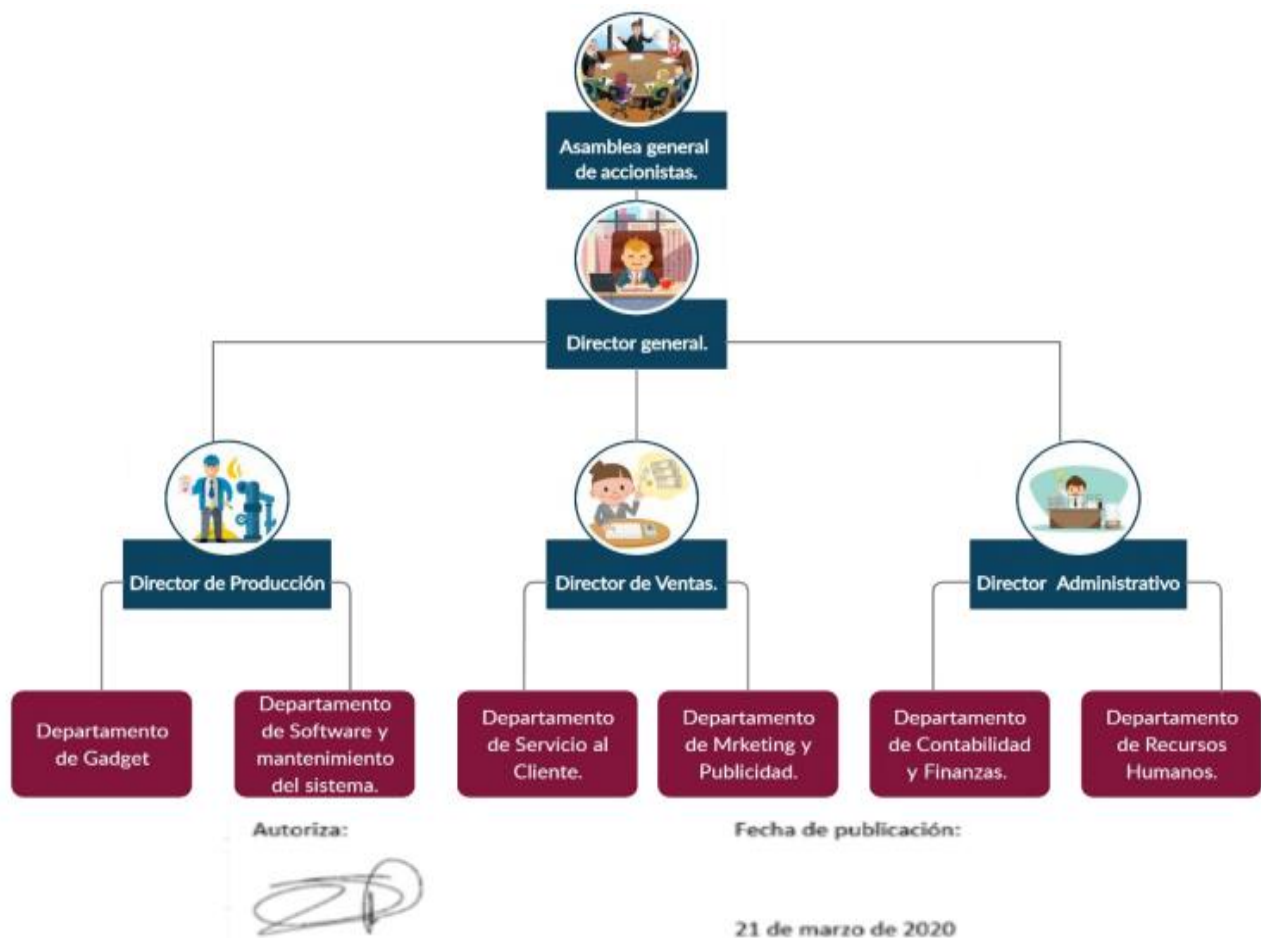 Asamblea general
de accionistas.
Director general.
Director de Producción
Director de Ventas.
Director Administrativo
Departamento
de Gadget
Departamento
de Software y
mantenimiento
del sistema.
Departamento
de Servicio al
Cliente.
Departamento
de Mrketing y
Publicidad.
Departamento
de Contabilidad
y Finanzas.
Departamento
de Recursos
Humanos.
Autoriza:
Fecha de publicación:
21 de marzo de 2020